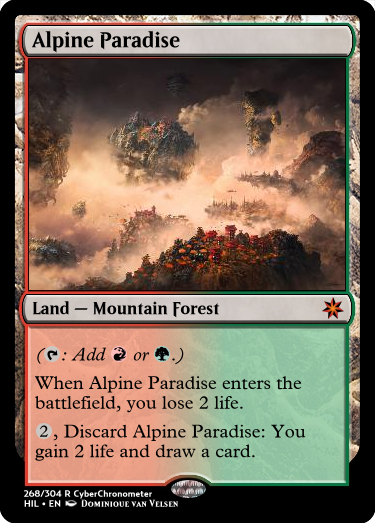 Alpine Paradise
Land — Mountain Forest
(: Add or .)
When Alpine Paradise enters the
battlefield, you lose 2 life.
2, Discard Alpine Paradise: You
gain 2 life and draw a card.
268/304 R CyberChronometer
HIL • EN Dominique van Velsen